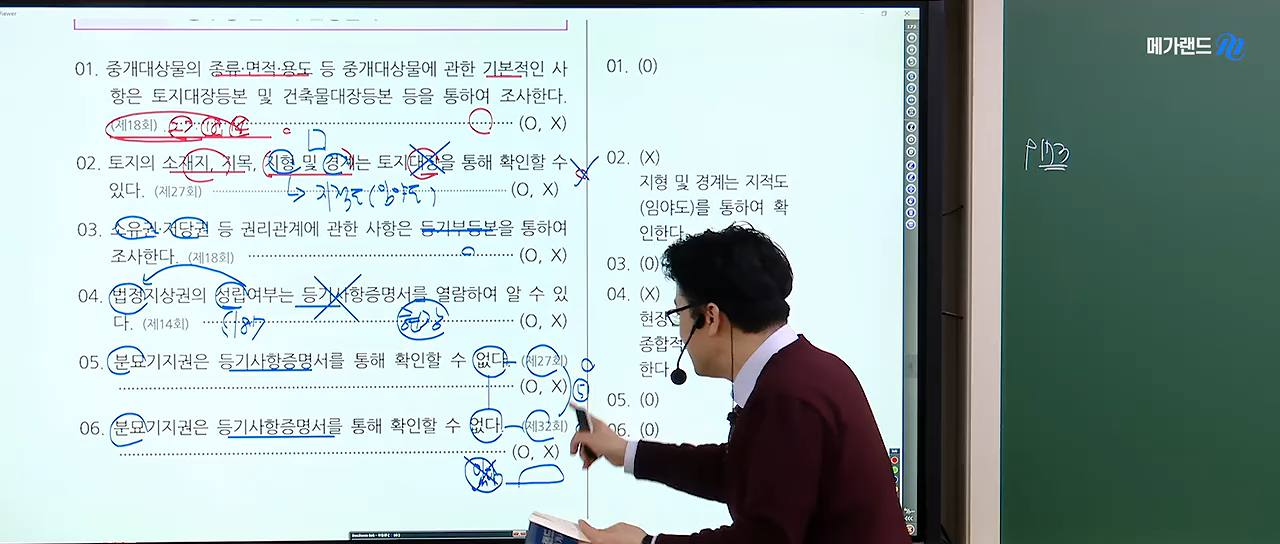 메가랜드
01. 중개대상물의 종류·면적·용도 등 중개대상물에 관한 기본적인 사
항은 토지대장등본 및 건축물대장등본 등을 통하여 조사한다.
(제18회) (O, X)
02. 토지의 소재지, 지목, 지형 및 경계는 토지대장을 통해 확인할 수
있다. (제27회) (O, X)
지적도(임야도)
03. 소유권·저당권 등 권리관계에 관한 사항은 등기부등본을 통하여
조사한다. (제18회) (O, X)
04. 법정지상권의 성립여부는 등기사항증명서를 열람하여 알 수 있
다. (제14회) (O, X)
05. 분묘기지권은 등기사항증명서를 통해 확인할 수 없다. (제27회)
(O, X)
5
06. 분묘기지권은 등기사항증명서를 통해 확인할 수 없다. (제32회)
(O, X)
01. (O)
02. (X)
지형 및 경계는 지적도
(임야도)를 통하여 확
인한다
03. (O)
04. (X)
현장
종합적
한다
05. (O)
06. (O)
P173